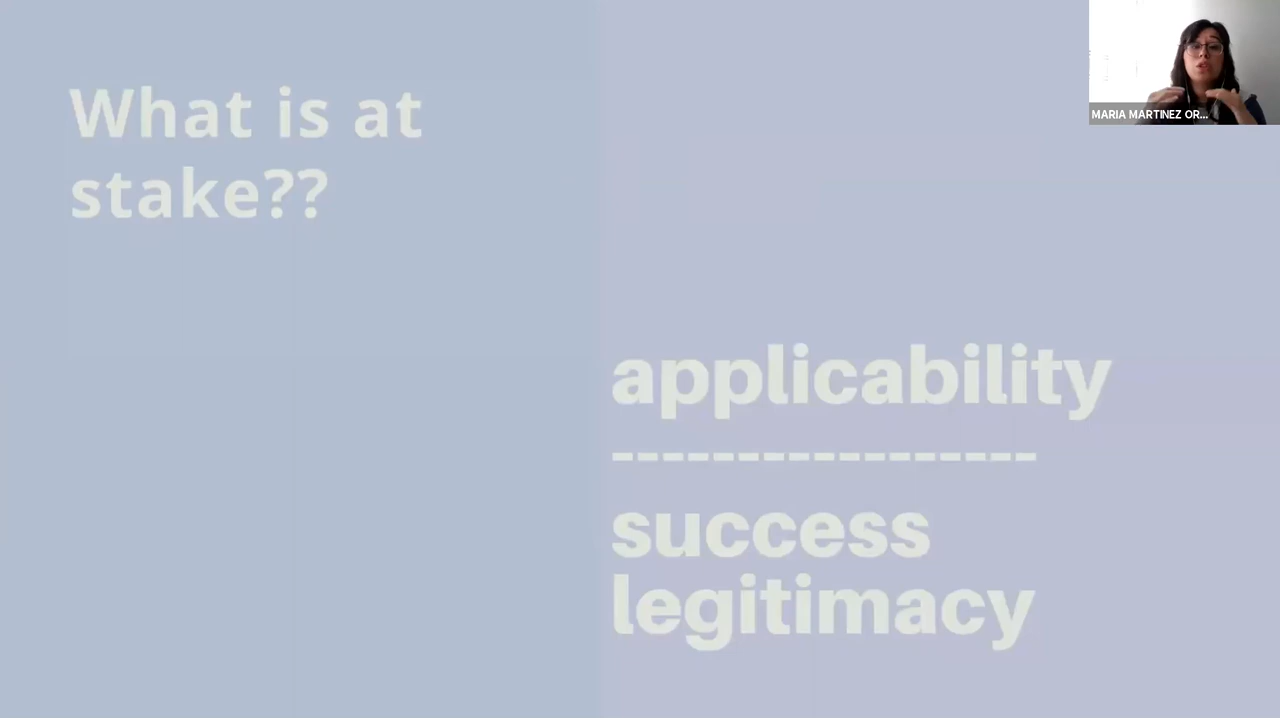 What is at
stake??
MARIA MARTINEZ OR...
applicability
-----------------
success
legitimacy